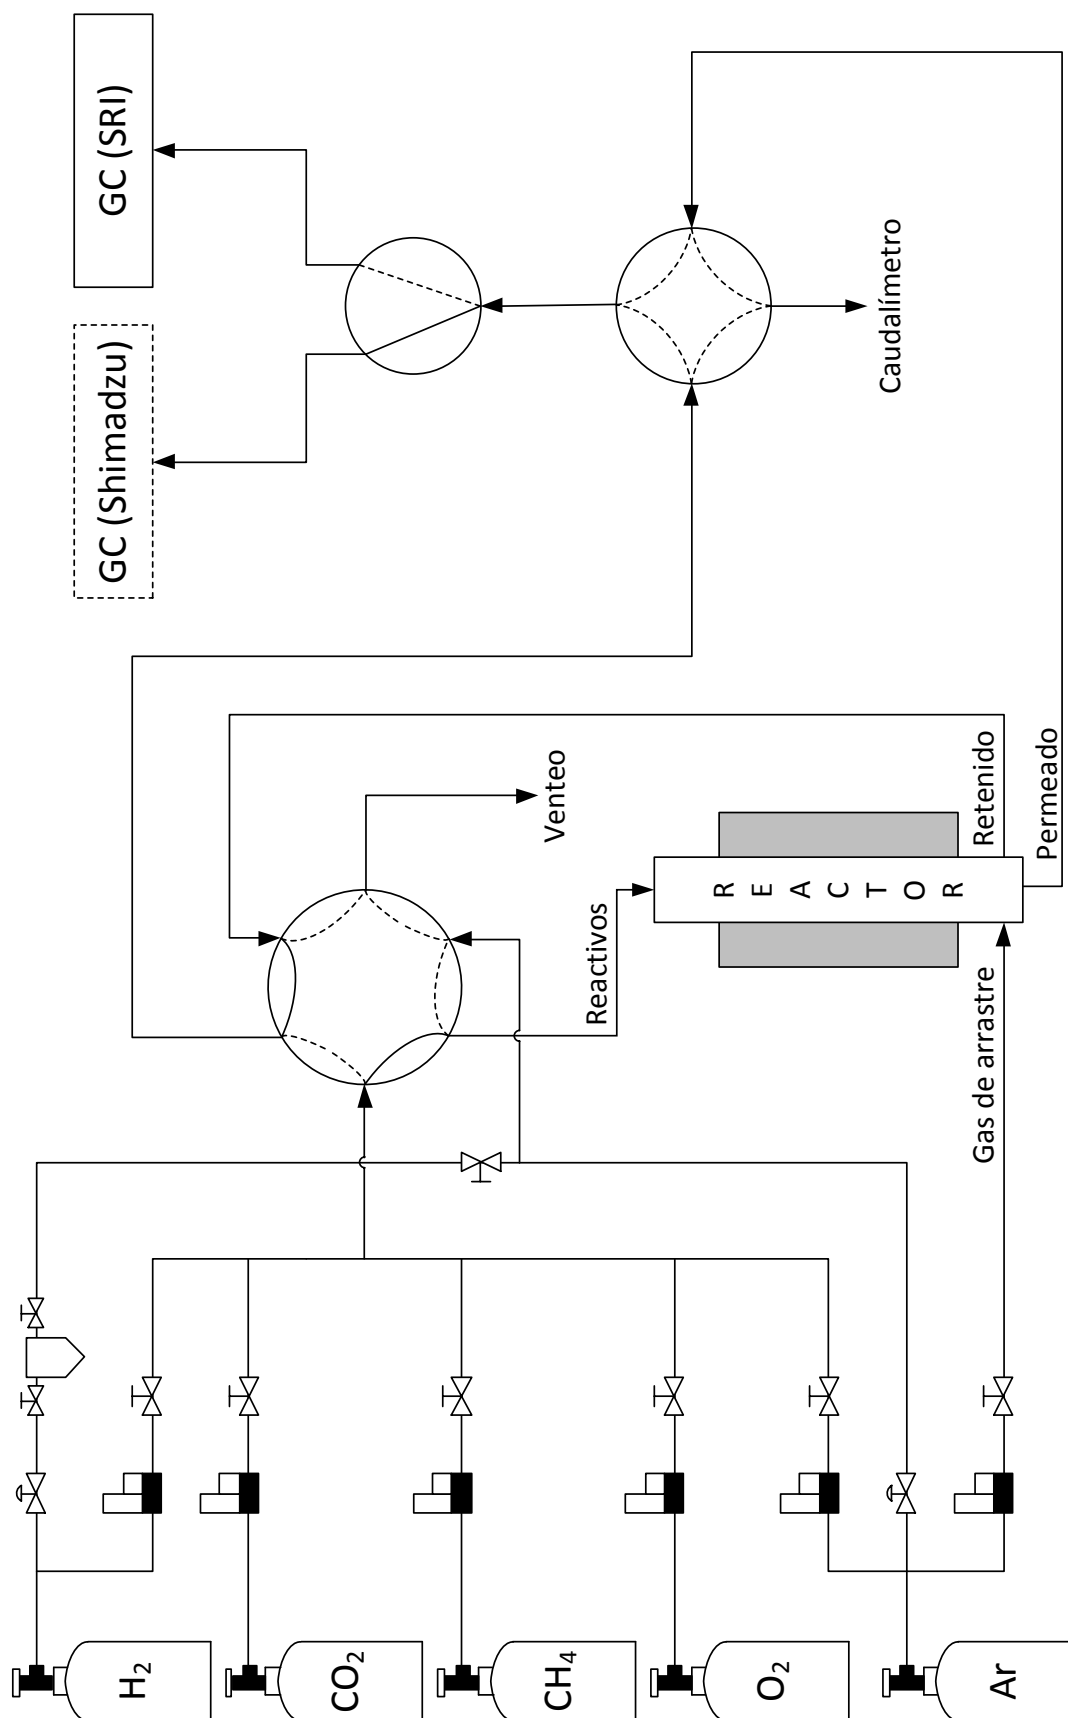 GC (SRI)
GC (Shimadzu)
Caudalímetro
Venteo
Retenido
Permeado
REACTOR
Reactivos
Gas de arrastre
H₂
CO₂
CH₄
O₂
Ar